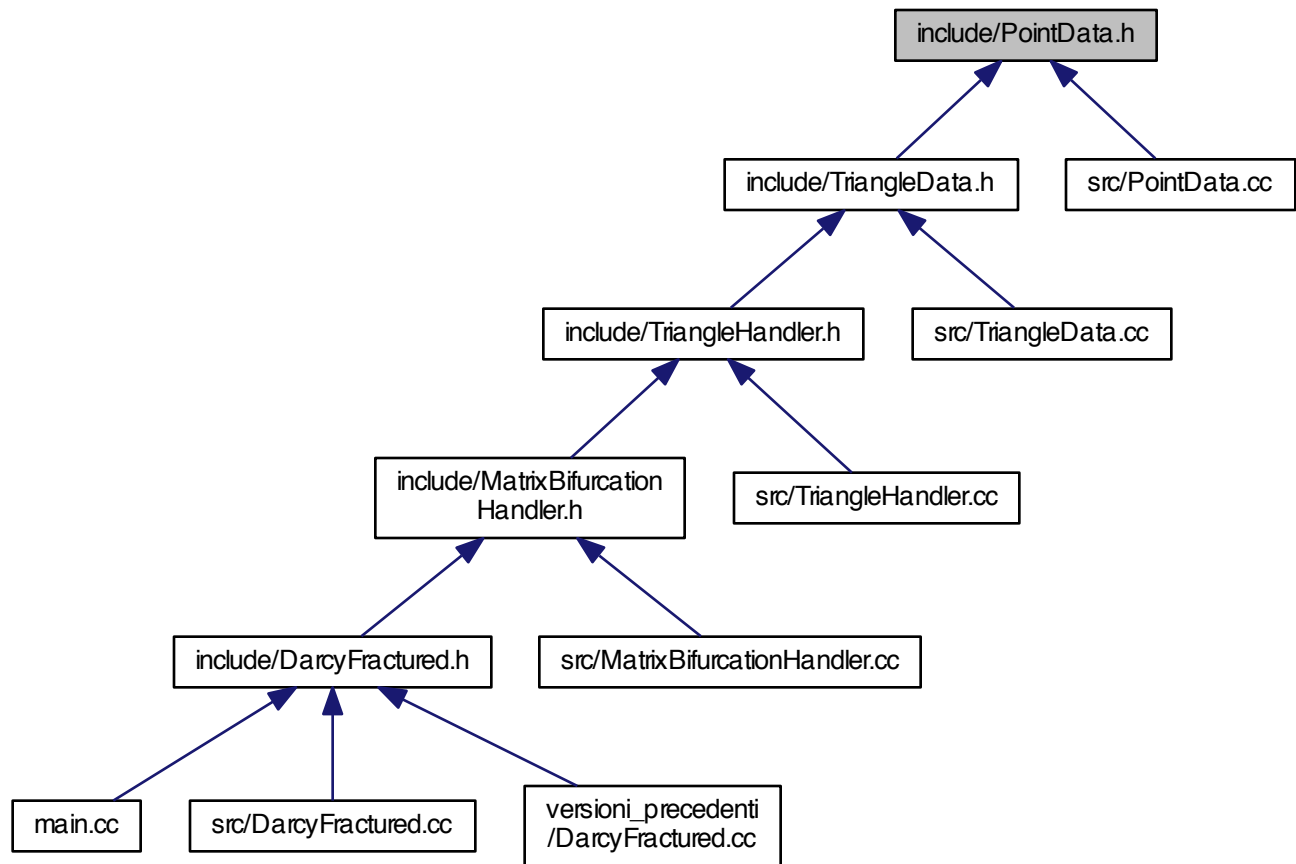 include/PointData.h
include/TriangleData.h
src/PointData.cc
include/TriangleHandler.h
src/TriangleData.cc
include/MatrixBifurcation
Handler.h
src/TriangleHandler.cc
include/DarcyFractured.h
src/MatrixBifurcationHandler.cc
main.cc
src/DarcyFractured.cc
versioni_precedenti
/DarcyFractured.cc